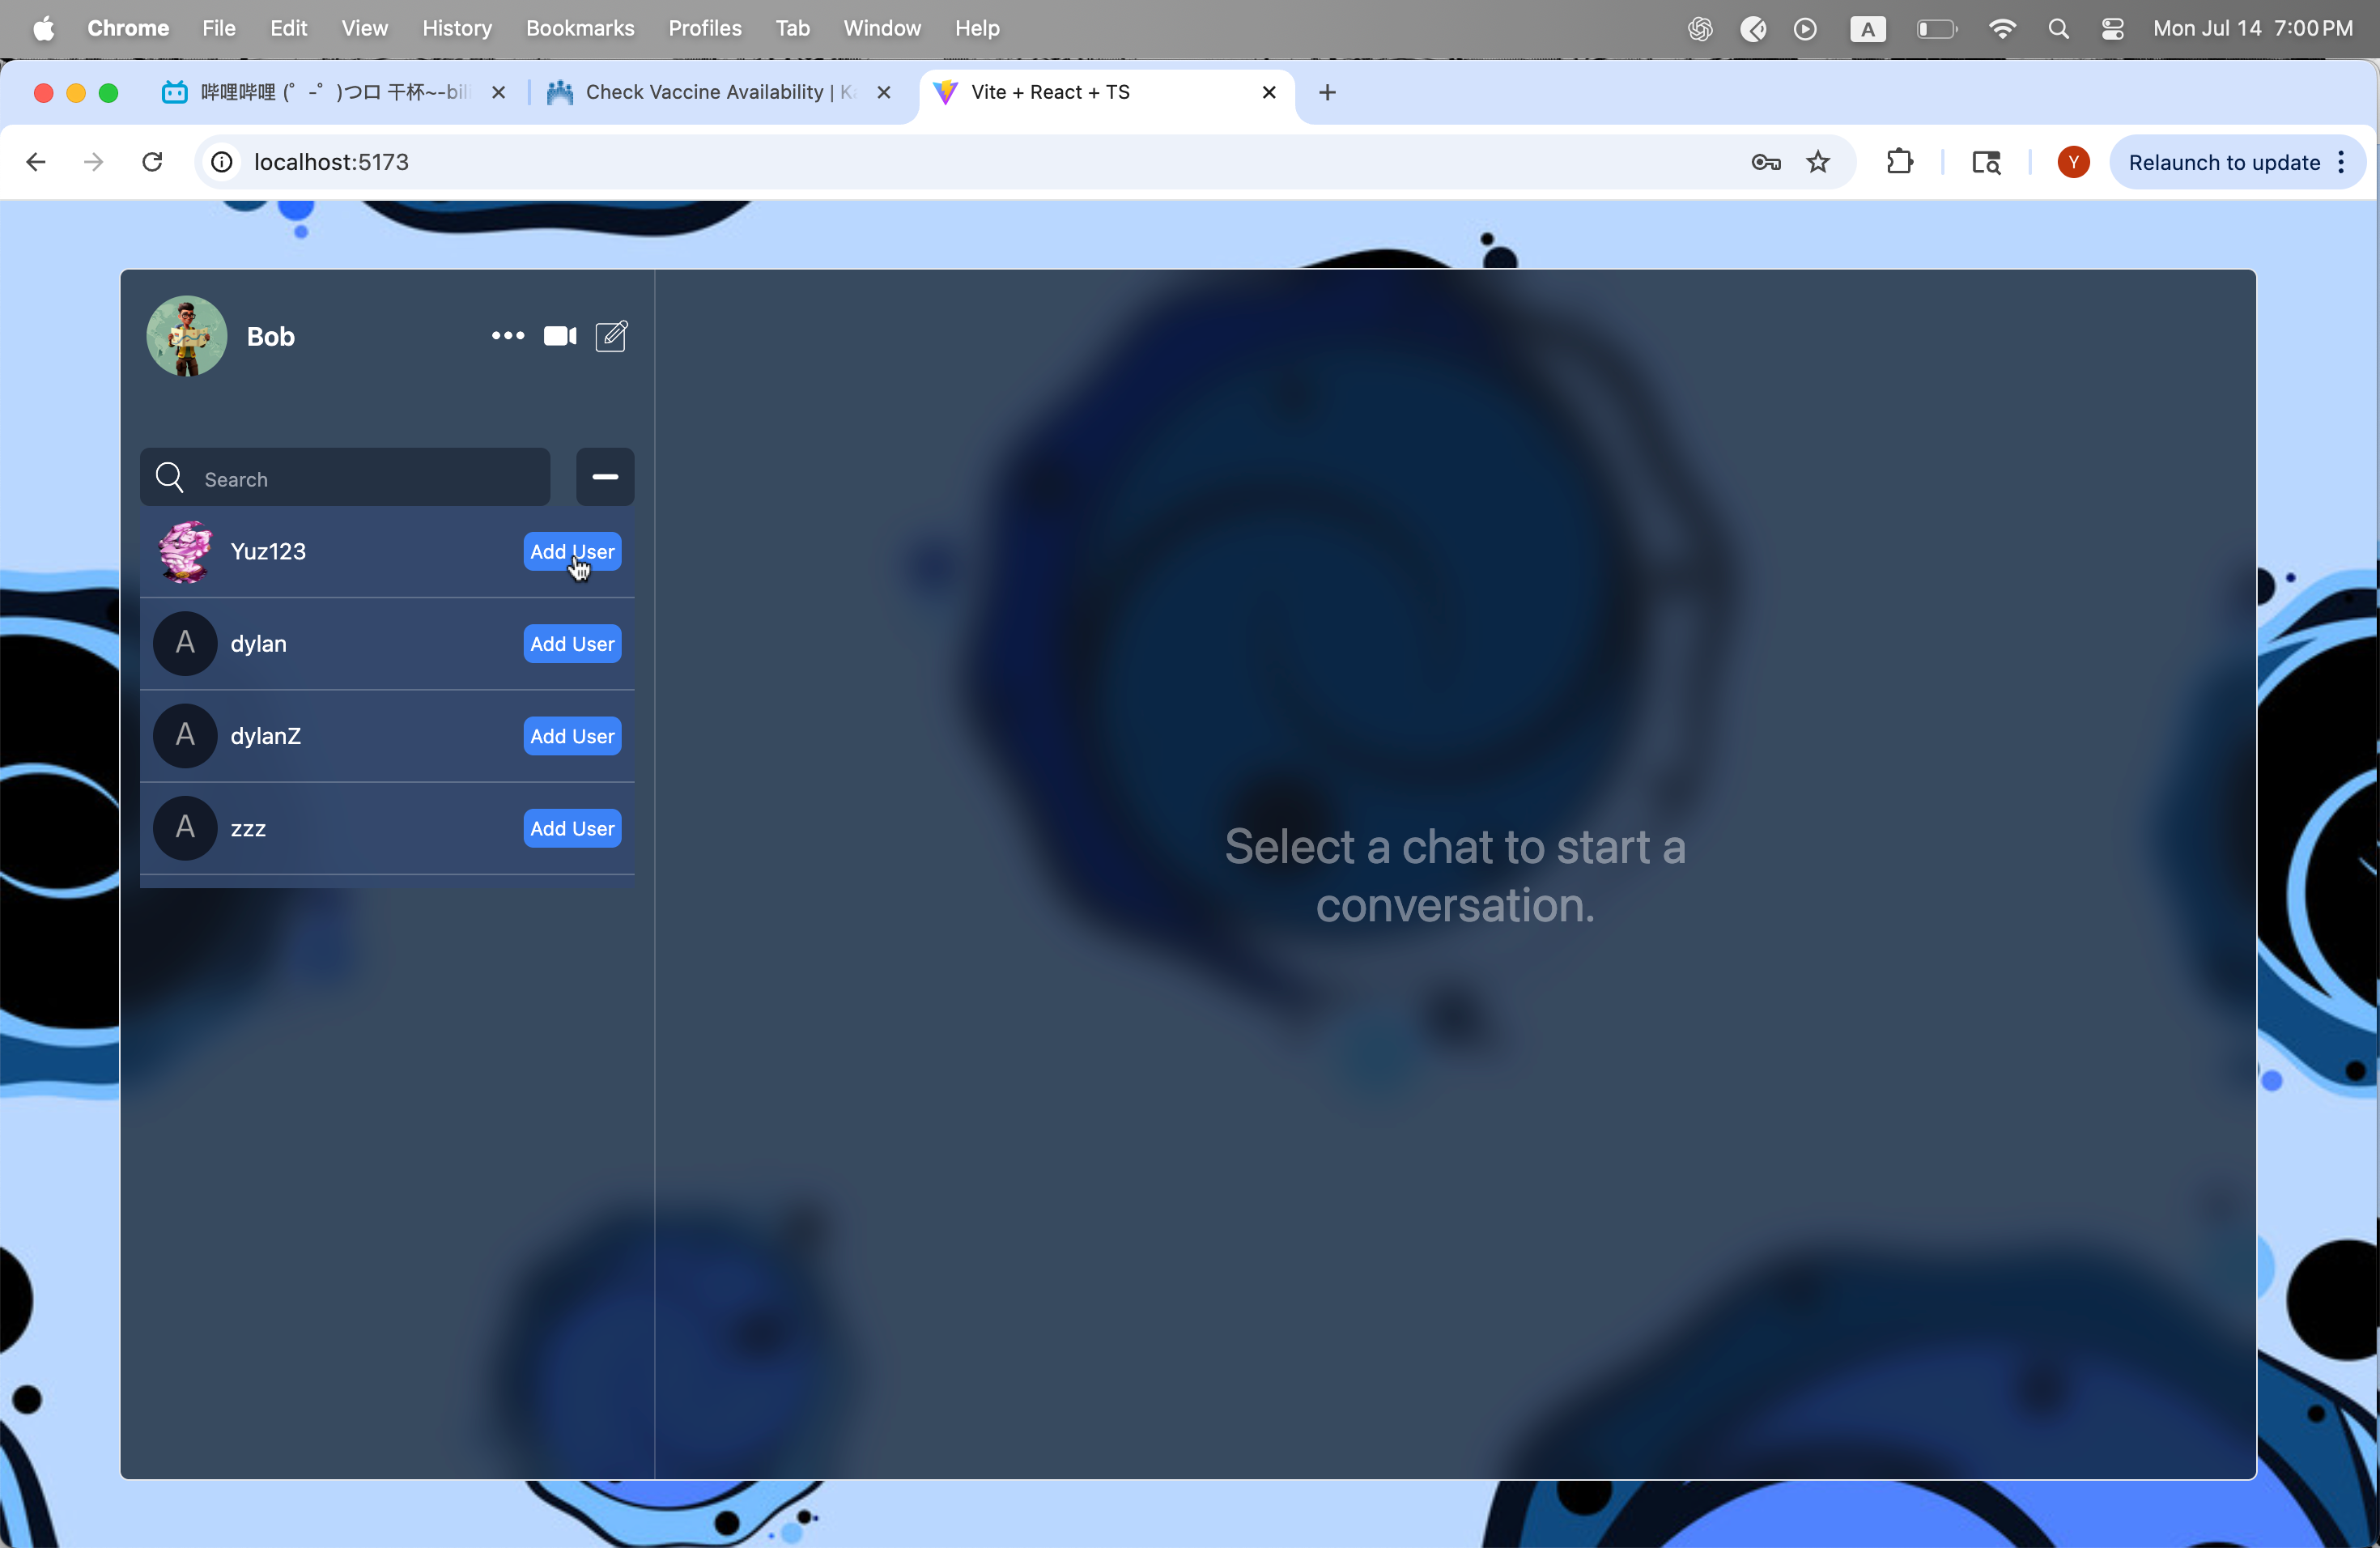 Chrome File Edit View History Bookmarks Profiles Tab Window Help A Mon Jul 14 7:00 PM
哔哩哔哩 (゜-゜)つロ 干杯~-bili Check Vaccine Availability | Ka Vite + React + TS
localhost:5173 Y Relaunch to update
Bob
Search
Yuz123 Add User
A dylan Add User
A dylanZ Add User
A zzz Add User
Select a chat to start a
conversation.